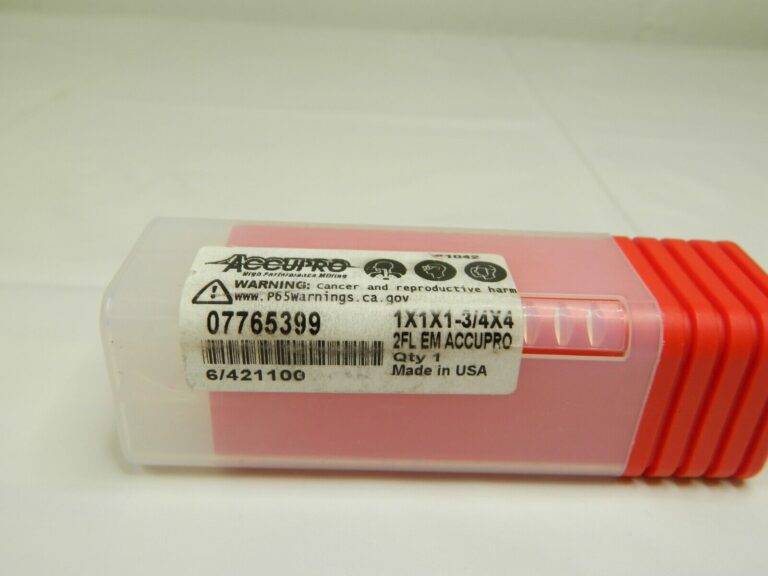 ACCUPRO
High Performance Milling
WARNING: Cancer and reproductive harm
www.P65Warnings.ca.gov
07765399
1X1X1-3/4X4
2FL EM ACCUPRO
Qty 1
6/421100
Made in USA